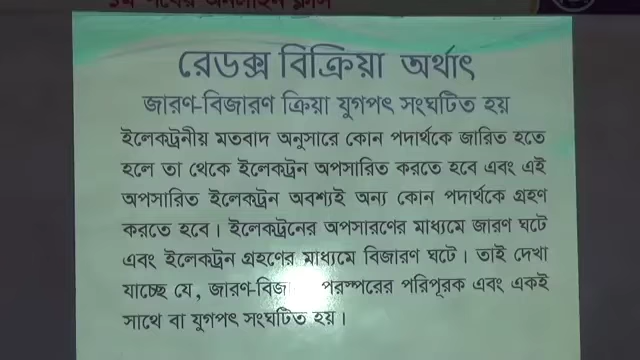 রেডক্স বিক্রিয়া অর্থাৎ
জারণ-বিজারণ ক্রিয়া যুগপৎ সংঘটিত হয়
ইলেকট্রনীয় মতবাদ অনুসারে কোন পদার্থকে জারিত হতে
হলে তা থেকে ইলেকট্রন অপসারিত করতে হবে এবং এই
অপসারিত ইলেকট্রন অবশ্যই অন্য কোন পদার্থকে গ্রহণ
করতে হবে। ইলেকট্রনের অপসারণের মাধ্যমে জারণ ঘটে
এবং ইলেকট্রন গ্রহণের মাধ্যমে বিজারণ ঘটে। তাই দেখা
যাচ্ছে যে, জারণ-বিজ পরস্পরের পরিপূরক এবং একই
সাথে বা যুগপৎ সংঘটিত হয়।